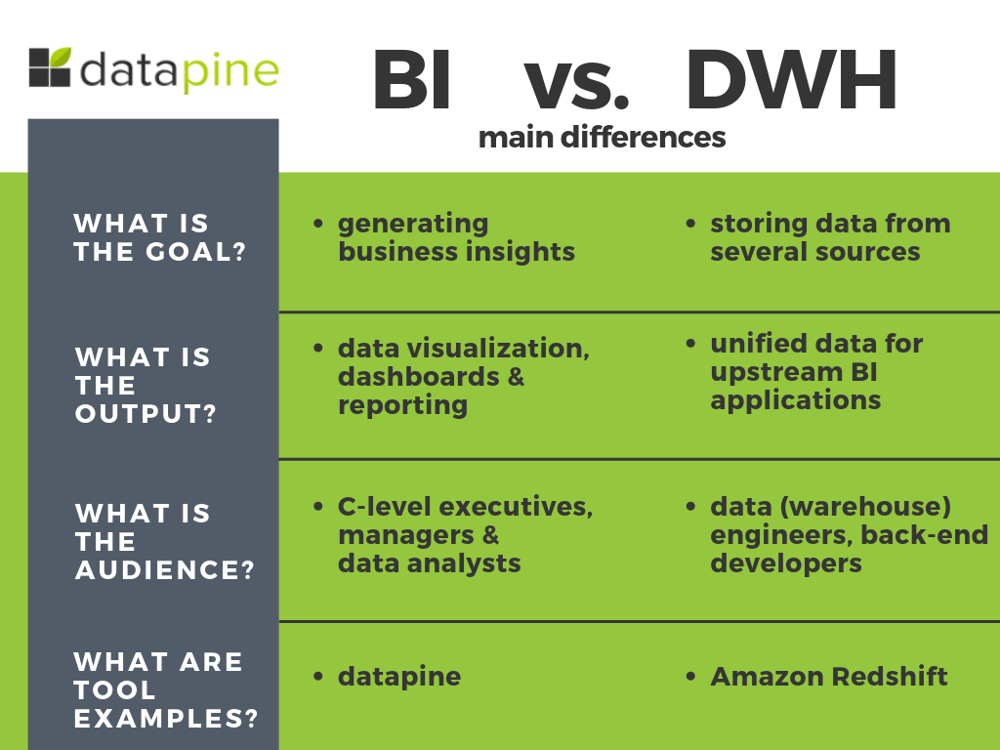 datapine
BI vs. DWH
main differences
WHAT IS
THE GOAL?
• generating
business insights
• storing data from
several sources
WHAT IS
THE
OUTPUT?
• data visualization,
dashboards &
reporting
• unified data for
upstream BI
applications
WHAT IS
THE
AUDIENCE?
• C-level executives,
managers &
data analysts
• data (warehouse)
engineers, back-end
developers
WHAT ARE
TOOL
EXAMPLES?
• datapine
• Amazon Redshift